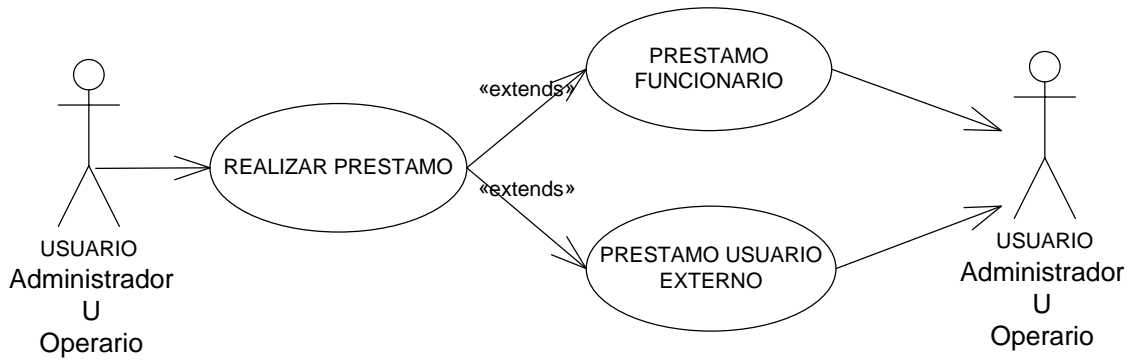 USUARIO
Administrador
U
Operario
REALIZAR PRESTAMO
«extends»
«extends»
PRESTAMO
FUNCIONARIO
PRESTAMO USUARIO
EXTERNO
USUARIO
Administrador
U
Operario